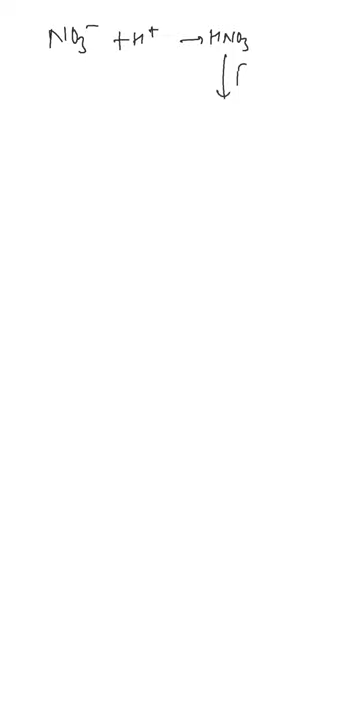 NO₃⁻ + H⁺ → HNO₃
↓